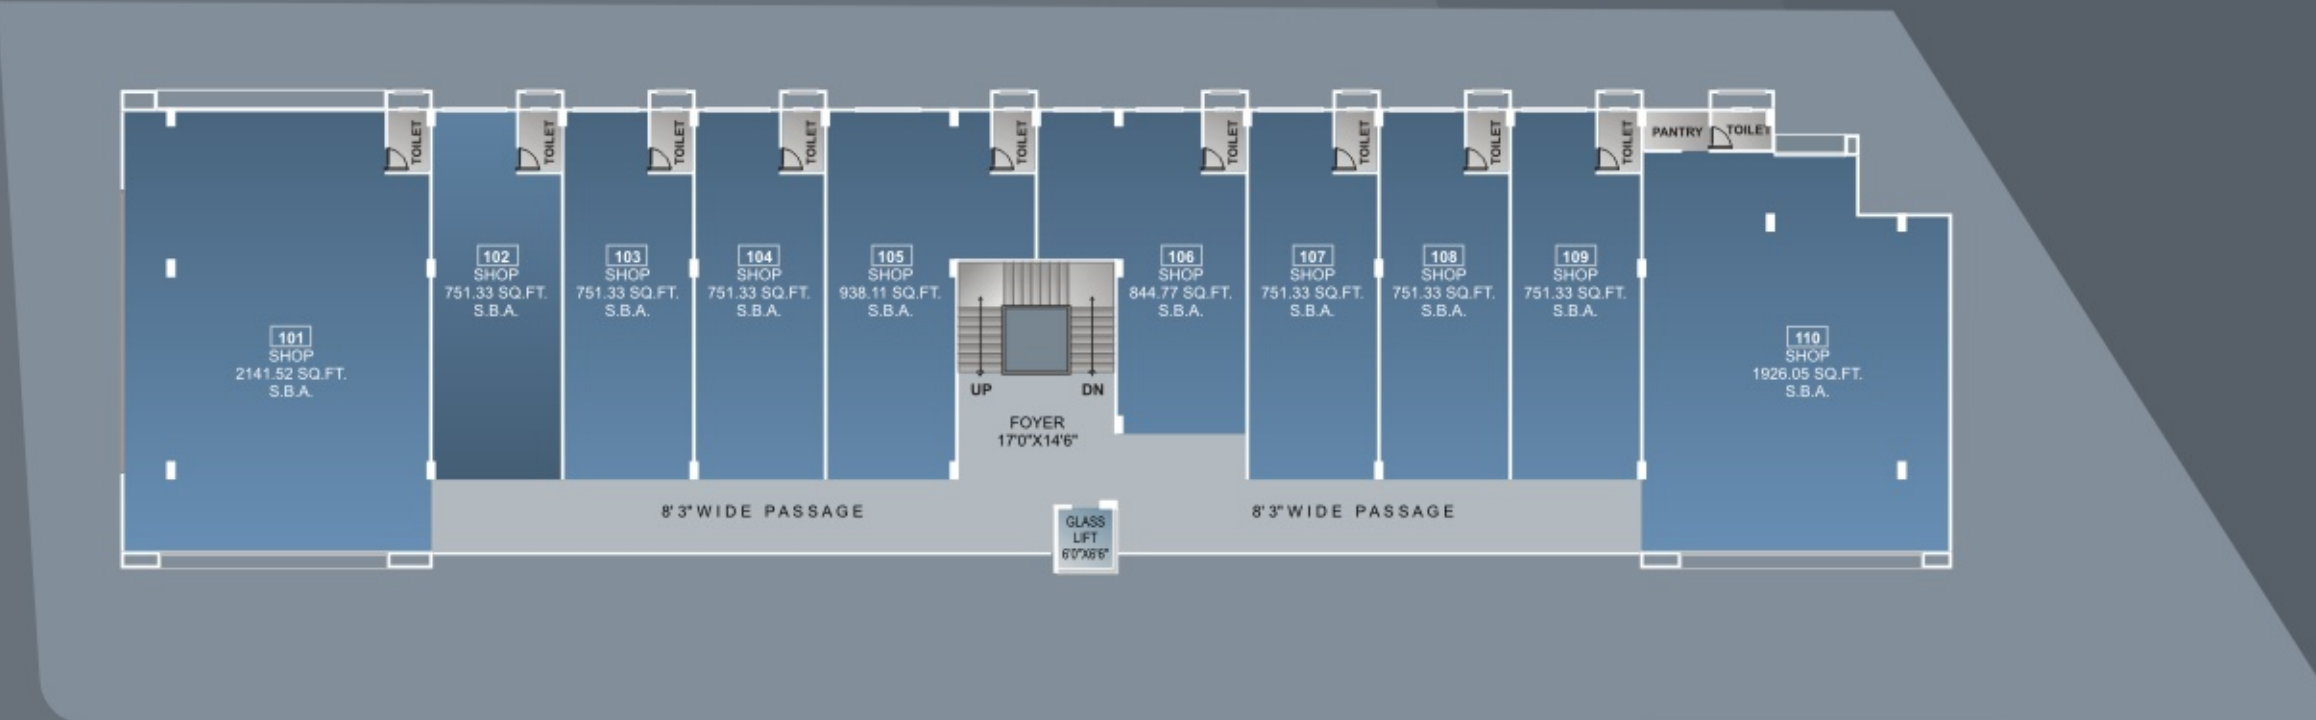 TOILET
TOILET
TOILET
TOILET
TOILET
TOILET
TOILET
TOILET
TOILET
PANTRY
TOILET
101
SHOP
2141.52 SQ.FT.
S.B.A.
102
SHOP
751.33 SQ.FT.
S.B.A.
103
SHOP
751.33 SQ.FT.
S.B.A.
104
SHOP
751.33 SQ.FT.
S.B.A.
105
SHOP
938.11 SQ.FT.
S.B.A.
UP
DN
FOYER
17'0"X14'6"
106
SHOP
844.77 SQ.FT.
S.B.A.
107
SHOP
751.33 SQ.FT.
S.B.A.
108
SHOP
751.33 SQ.FT.
S.B.A.
109
SHOP
751.33 SQ.FT.
S.B.A.
110
SHOP
1926.05 SQ.FT.
S.B.A.
8'3"WIDE PASSAGE
GLASS
LIFT
6'0"X6'6"
8'3"WIDE PASSAGE